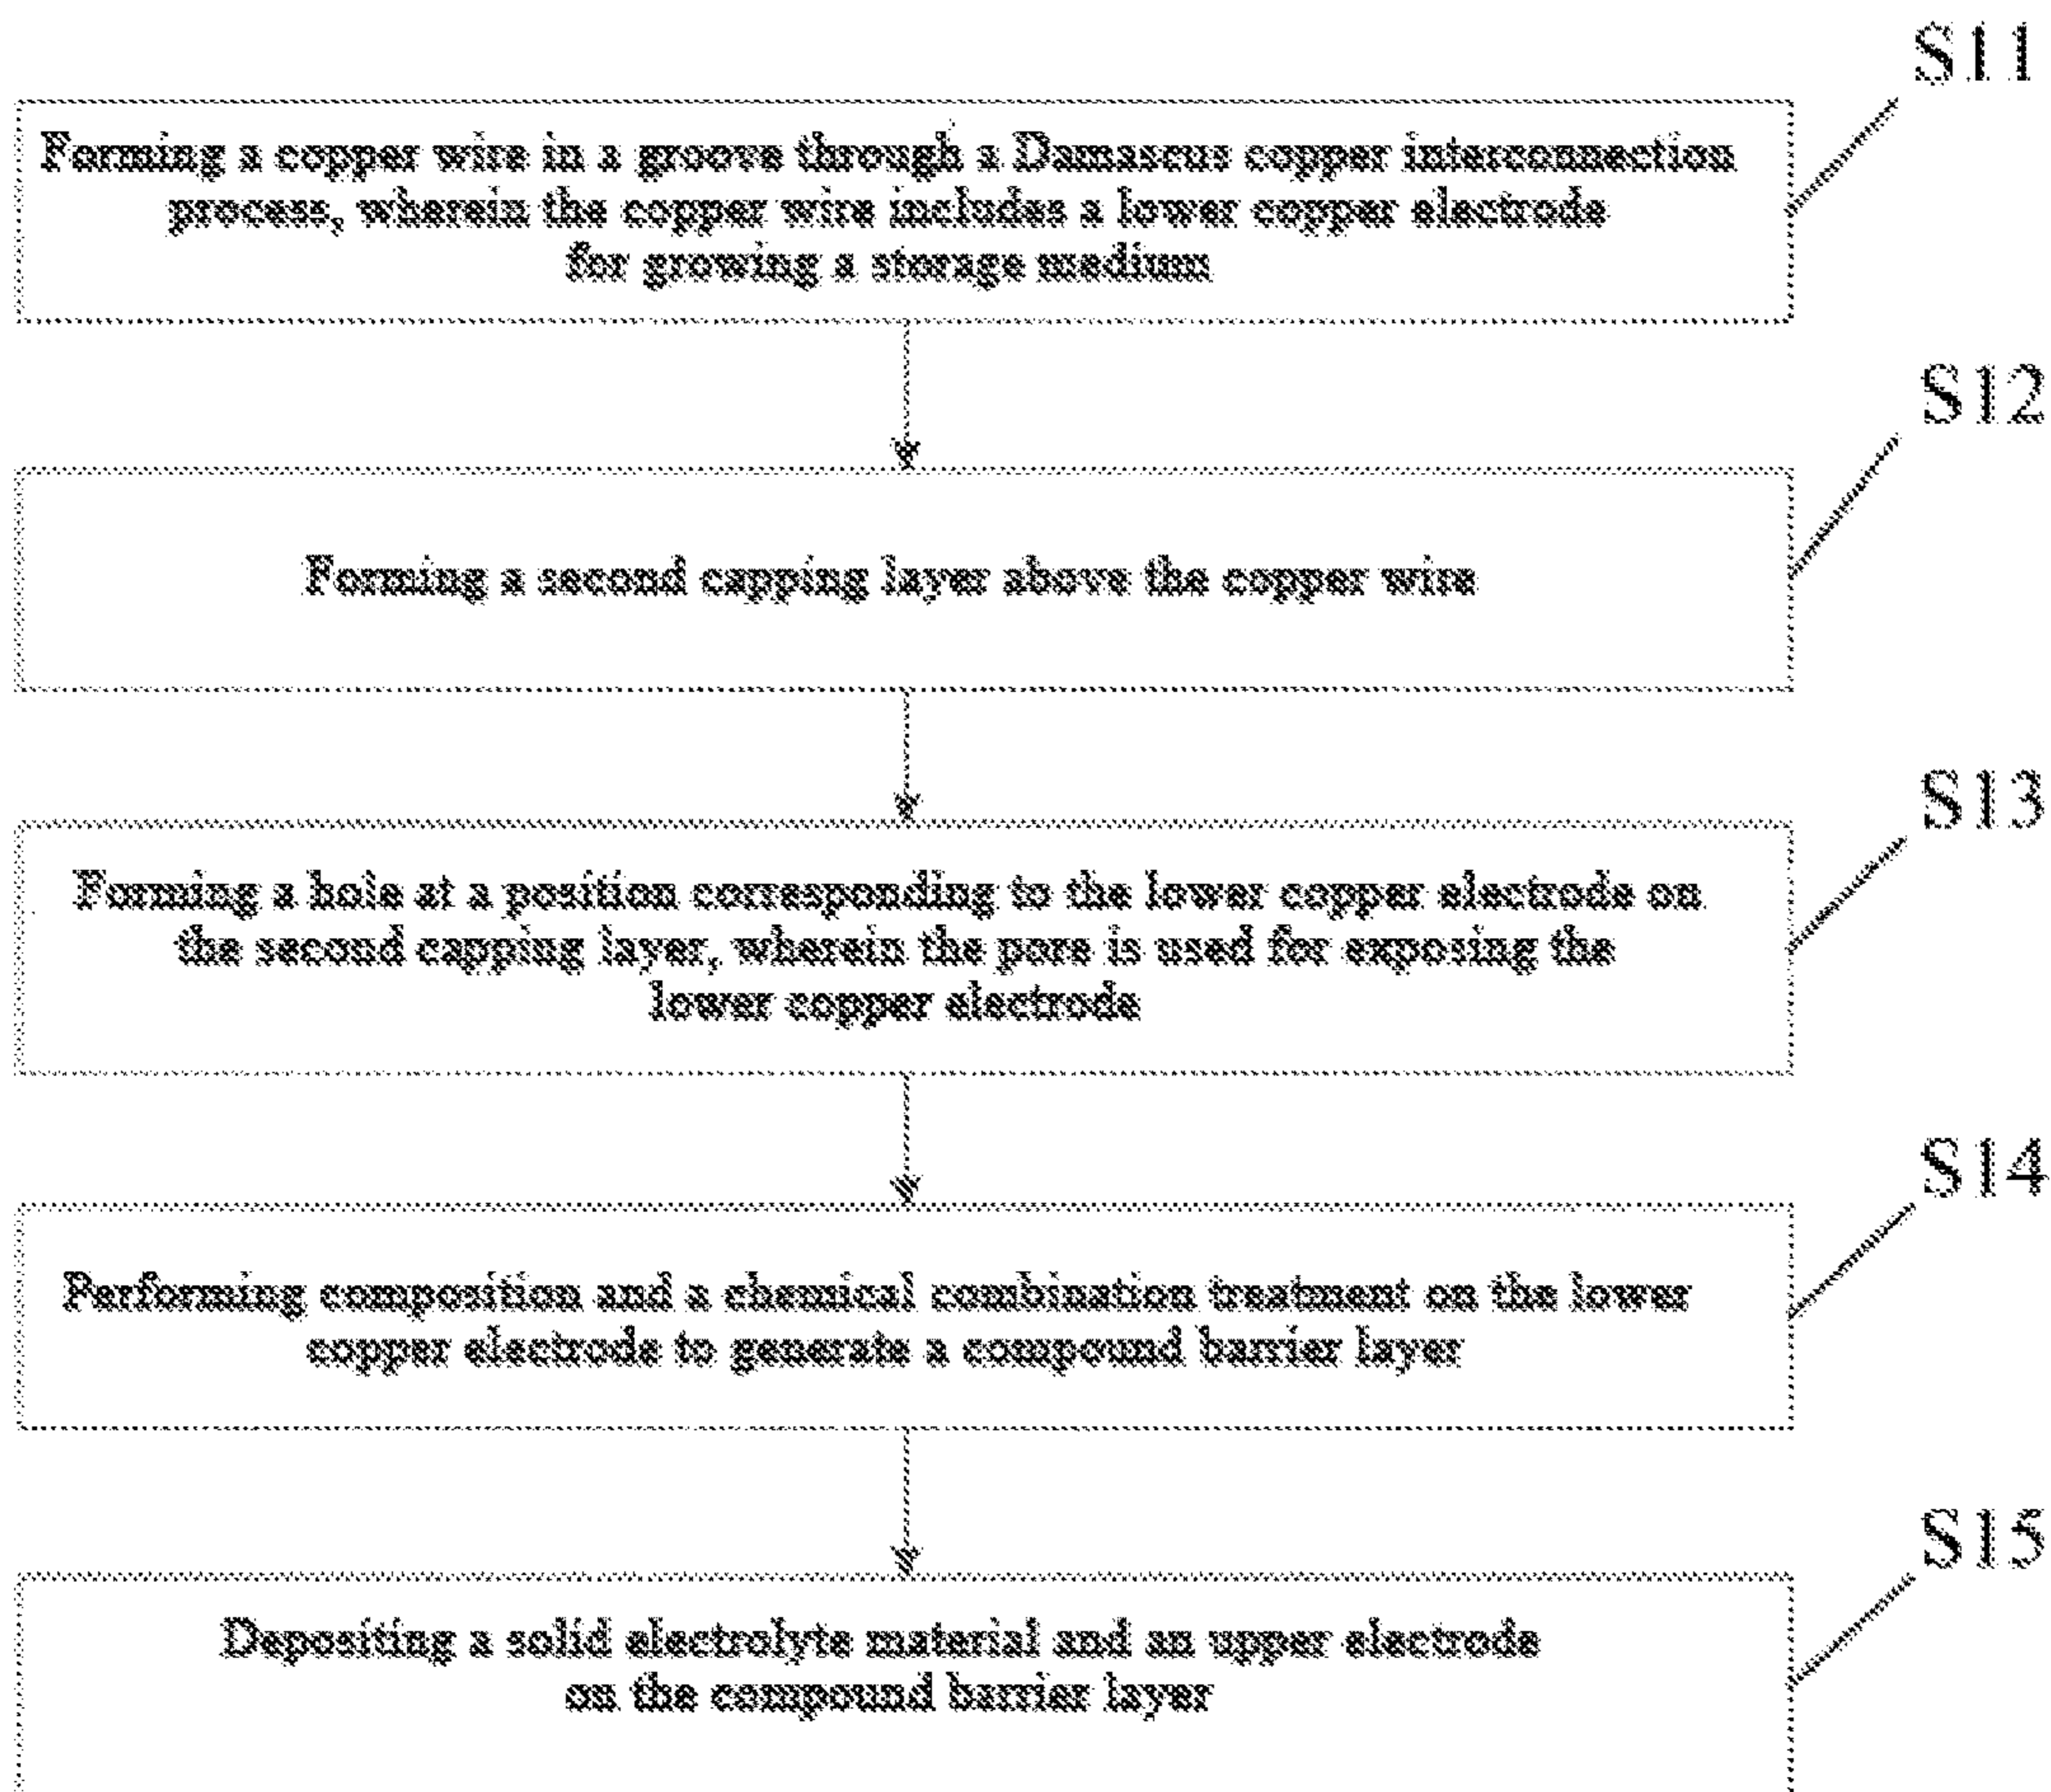 S11
Forming a copper wire in a groove through a Damascus copper interconnection
process, wherein the copper wire includes a lower copper electrode
for growing a storage medium
S12
Forming a second capping layer above the copper wire
S13
Forming a hole at a position corresponding to the lower copper electrode on
the second capping layer, wherein the pore is used for exposing the
lower copper electrode
S14
Performing composition and a chemical combination treatment on the lower
copper electrode to generate a compound barrier layer
S15
Depositing a solid electrolyte material and an upper electrode
on the compound barrier layer